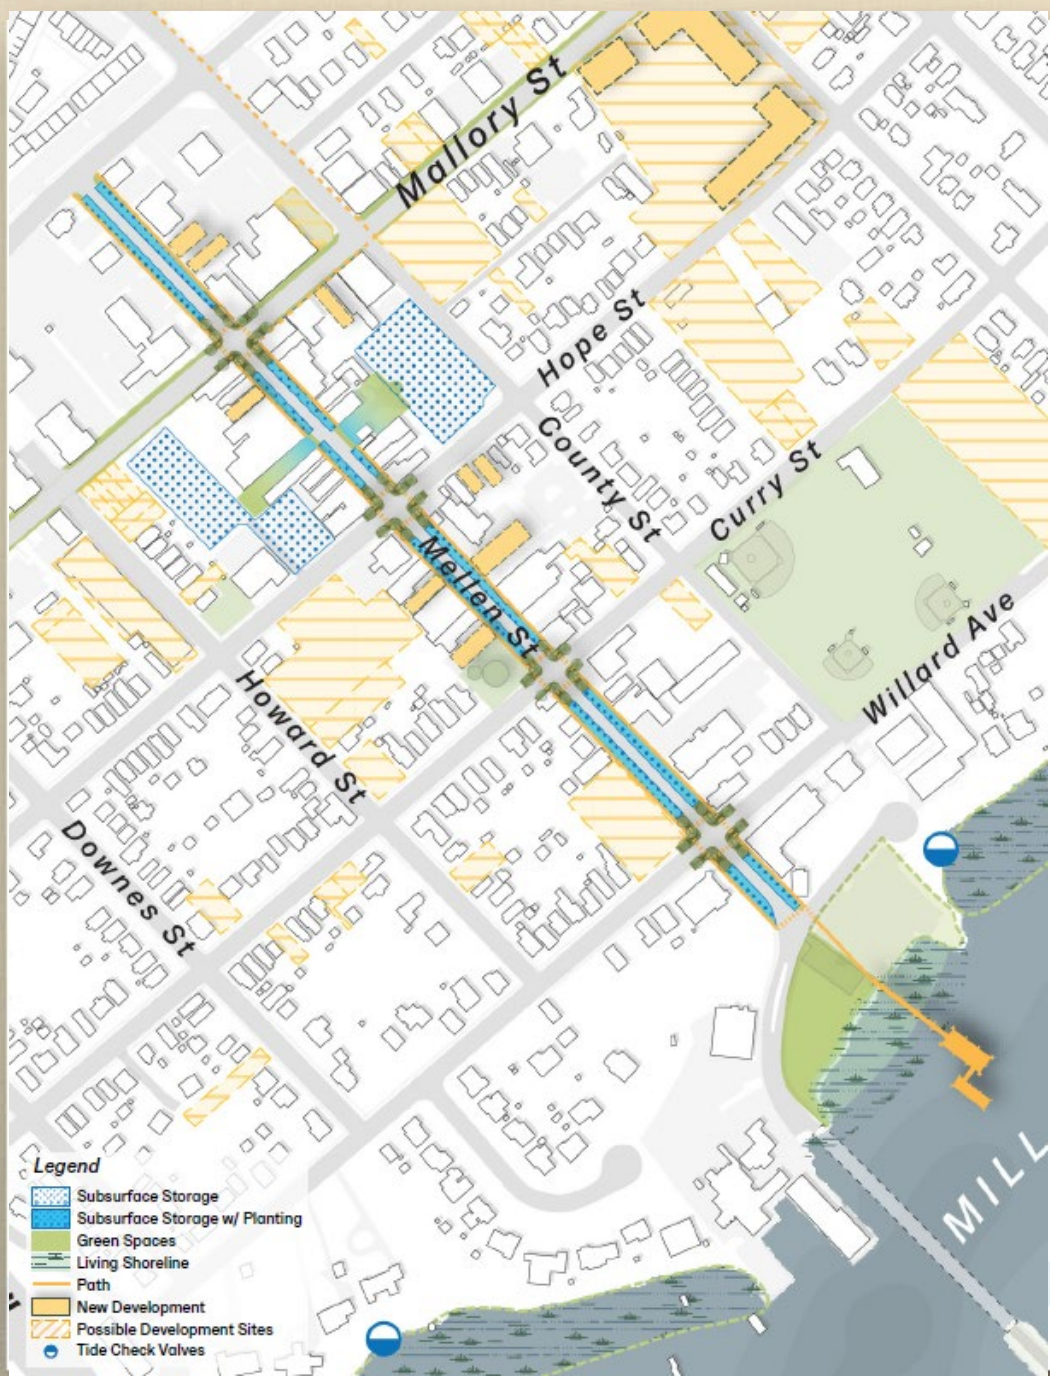 Mallory St
Hope St
County St
Curry St
Mellen St
Willard Ave
Howard St
Downes St
MILL
Legend
Subsurface Storage
Subsurface Storage w/ Planting
Green Spaces
Living Shoreline
Path
New Development
Possible Development Sites
Tide Check Valves